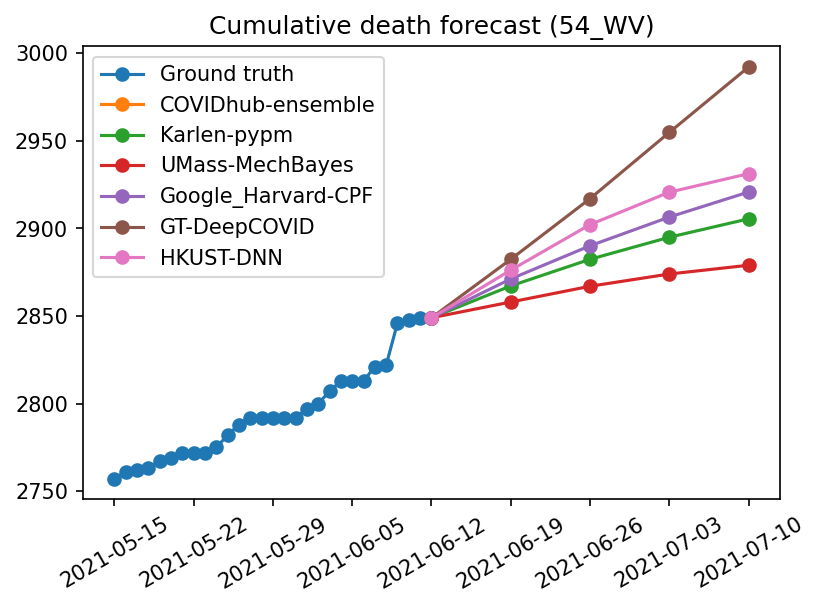 Cumulative death forecast (54_WV)
3000
2950
2900
2850
2800
2750
Ground truth
COVIDhub-ensemble
Karlen-pypm
UMass-MechBayes
Google_Harvard-CPF
GT-DeepCOVID
HKUST-DNN
2021-05-15
2021-05-22
2021-05-29
2021-06-05
2021-06-12
2021-06-19
2021-06-26
2021-07-03
2021-07-10